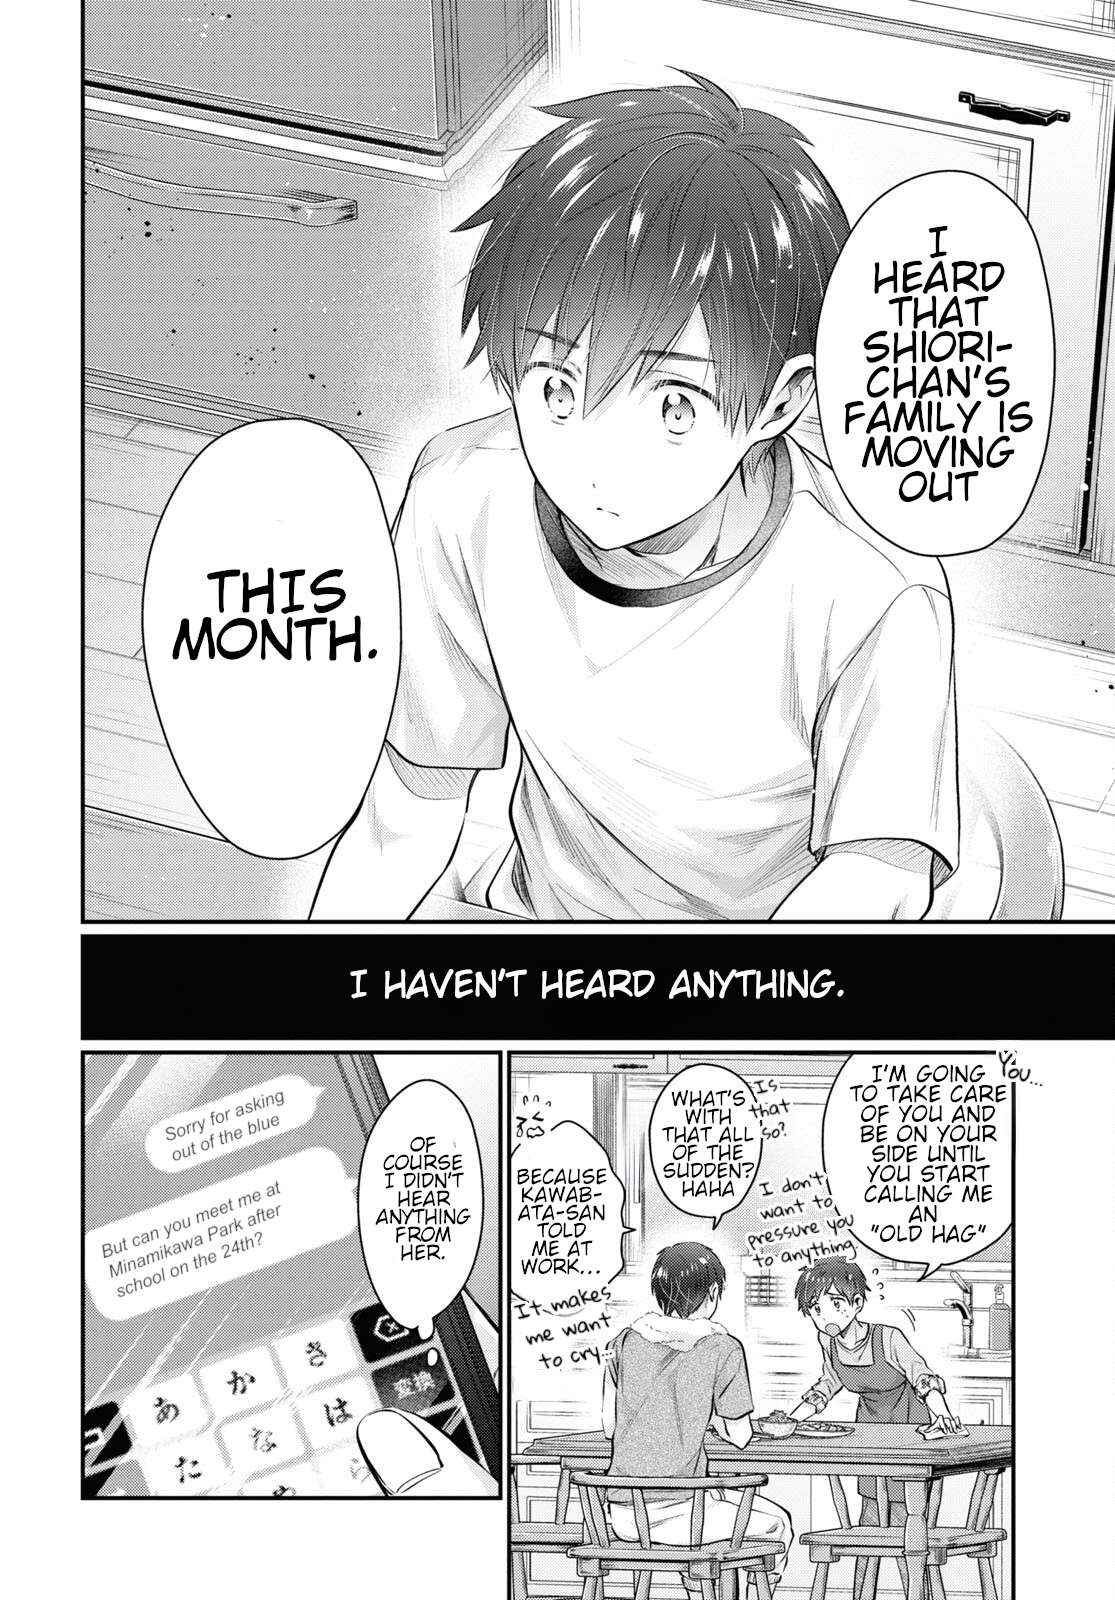 I
HEARD
THAT
SHIORI-
CHAN'S
FAMILY IS
MOVING
OUT
THIS
MONTH.
I HAVEN'T HEARD ANYTHING.
YOU...
I'M GOING
TO TAKE CARE
OF YOU AND
BE ON YOUR
SIDE UNTIL
YOU START
CALLING ME
AN
"OLD HAG"
I don't
want to
pressure you
to anything.
Is
that
so?
WHAT'S
WITH
THAT ALL
OF THE
SUDDEN?
HAHA
BECAUSE
KAWAB-
ATA-SAN
TOLD
ME AT
WORK...
It makes
me want
to cry...
OF
COURSE
I DIDN'T
HEAR
ANYTHING
FROM
HER.
Sorry for asking
out of the blue
But can you meet me at
Minamikawa Park after
school on the 24th?
あ か さ
変換
た な は